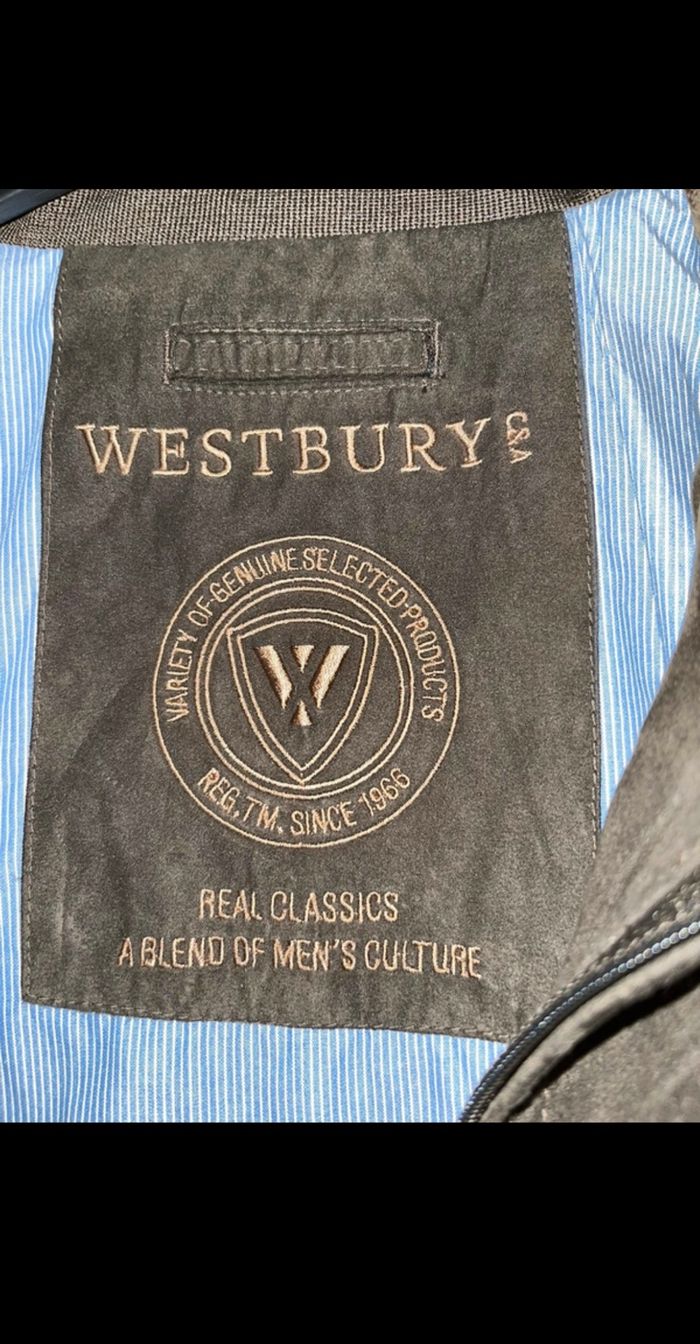 WESTBURY C&A
VARIETY OF GENUINE SELECTED PRODUCTS
REG. TM. SINCE 1966
REAL CLASSICS
A BLEND OF MEN'S CULTURE